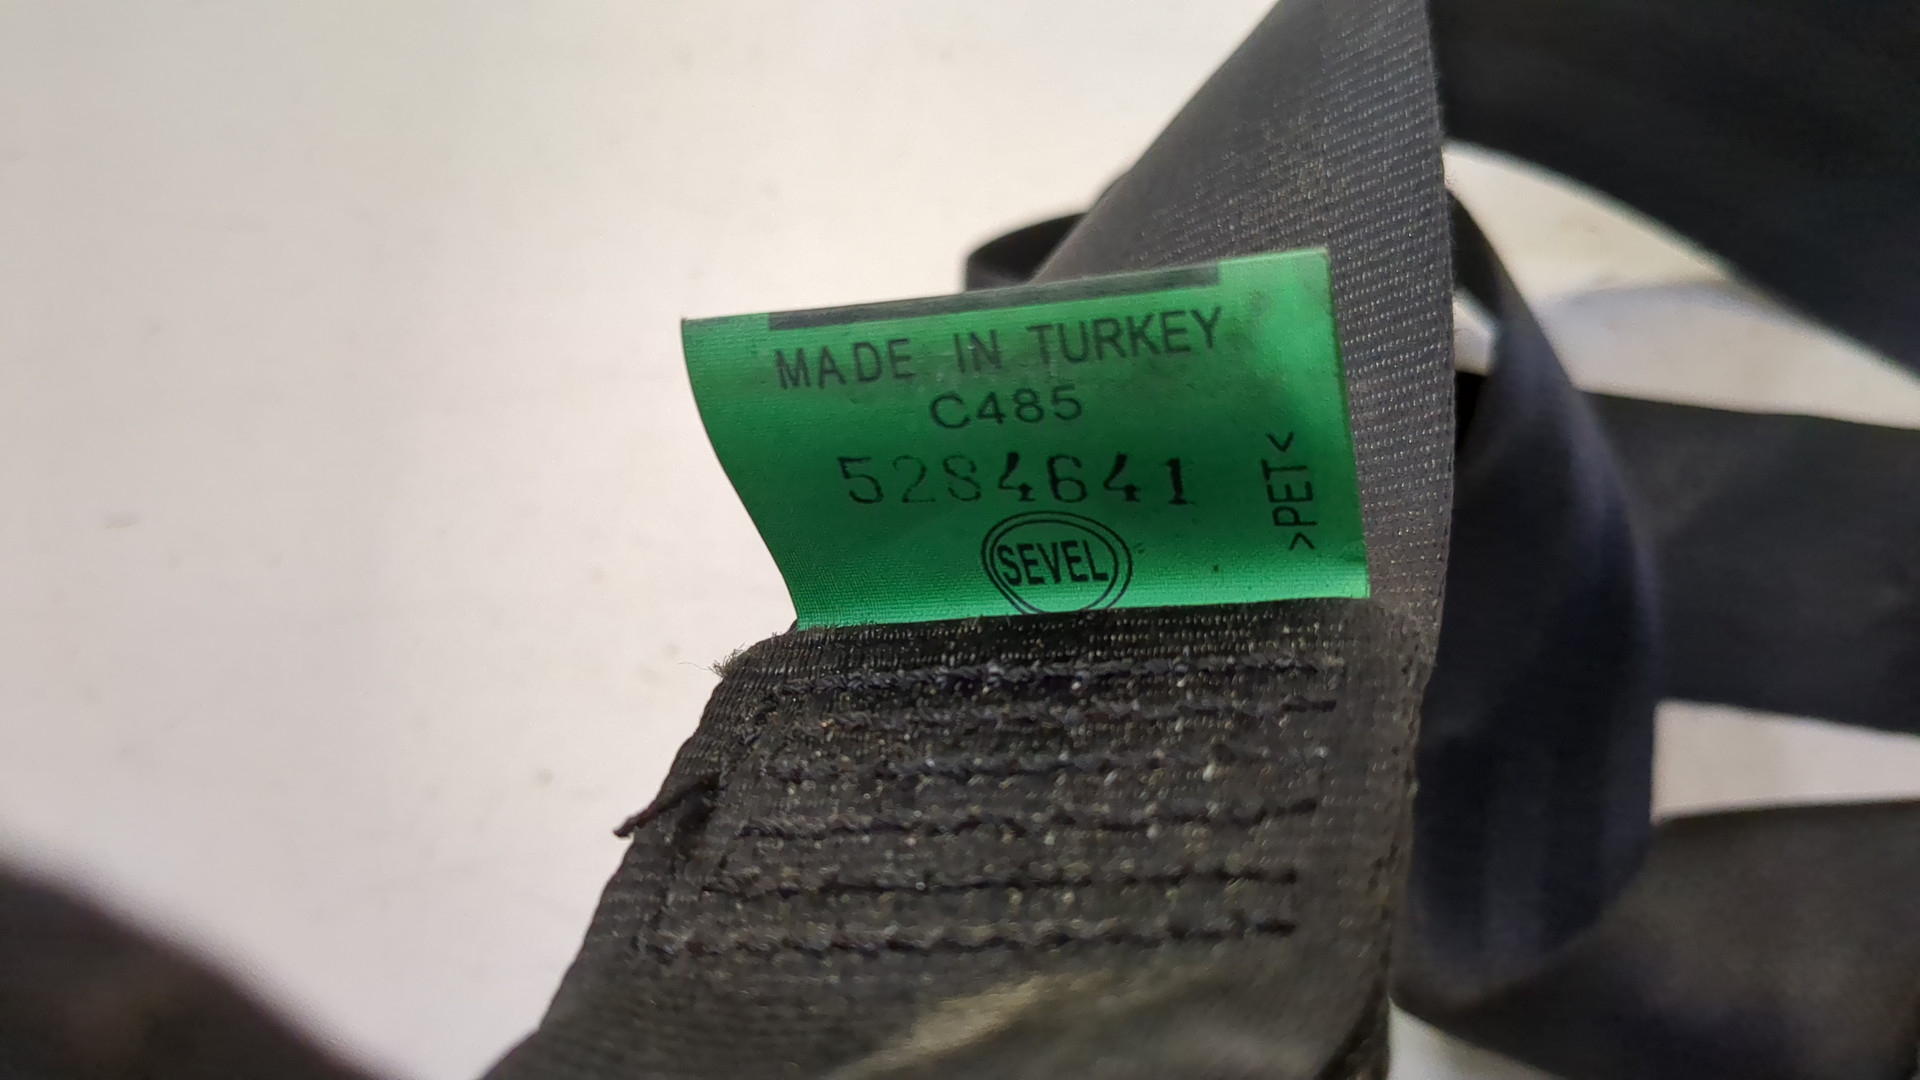 MADE IN TURKEY
C485
5284641
SEVEL
>PET<